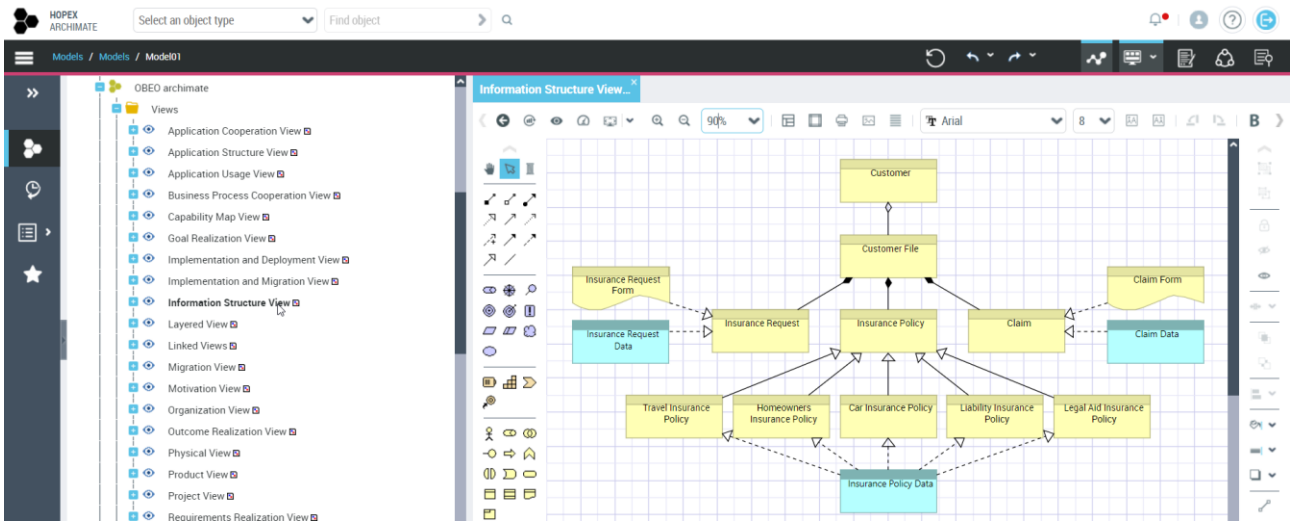 HOPEX
ARCHIMATE
Select an object type
Find object
Models / Models / Model01
OBEO archimate
Views
Application Cooperation View
Application Structure View
Application Usage View
Business Process Cooperation View
Capability Map View
Goal Realization View
Implementation and Deployment View
Implementation and Migration View
Information Structure View
Layered View
Linked Views
Migration View
Motivation View
Organization View
Outcome Realization View
Physical View
Product View
Project View
Requirements Realization View
Information Structure View...
90%
Arial
8
B
Customer
Customer File
Insurance Request
Form
Claim Form
Insurance Request
Data
Insurance Request
Insurance Policy
Claim
Claim Data
Travel Insurance
Policy
Homeowners
Insurance Policy
Car Insurance Policy
Liability Insurance
Policy
Legal Aid Insurance
Policy
Insurance Policy Data